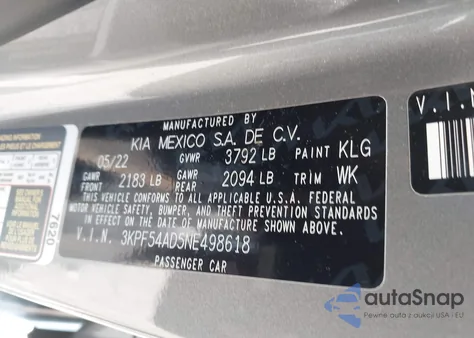 MANUFACTURED BY
KIA MEXICO S.A. DE C.V.
05/22 GVWR 3792 LB PAINT KLG
GAWR FRONT 2183 LB GAWR REAR 2094 LB TRIM WK
THIS VEHICLE CONFORMS TO ALL APPLICABLE U.S.A. FEDERAL
MOTOR VEHICLE SAFETY, BUMPER, AND THEFT PREVENTION
STANDARDS IN EFFECT ON THE DATE OF MANUFACTURE SHOWN ABOVE.
V.I.N. 3KPF54AD5NE498618
PASSENGER CAR
7620
V.I.N
autoSnap
Pewne auta z aukcji USA i EU